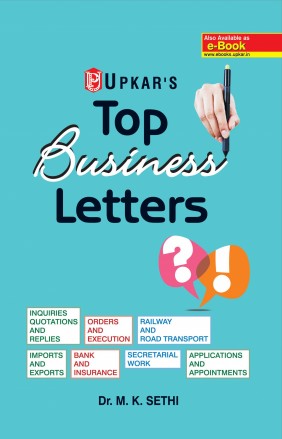 Also Available as
e-Book
www.ebooks.upkar.in
UPKAR'S
Top
Business
Letters
? !
INQUIRIES
QUOTATIONS
AND
REPLIES
ORDERS
AND
EXECUTION
RAILWAY
AND
ROAD TRANSPORT
IMPORTS
AND
EXPORTS
BANK
AND
INSURANCE
SECRETARIAL
WORK
APPLICATIONS
AND
APPOINTMENTS
Dr. M. K. SETHI